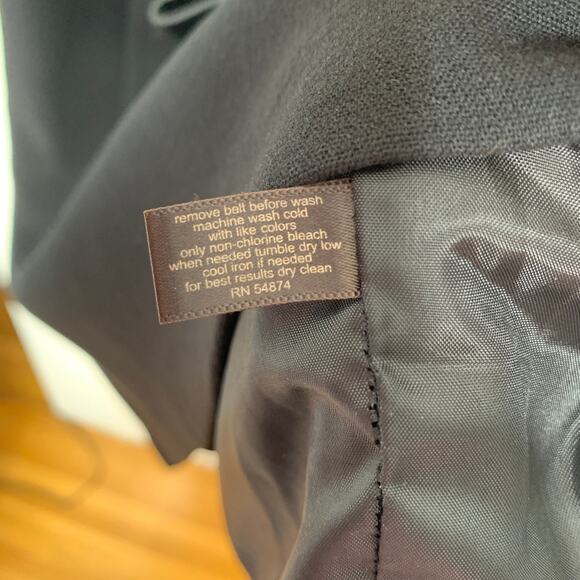 remove belt before wash
machine wash cold
with like colors
only non-chlorine bleach
when needed tumble dry low
cool iron if needed
for best results dry clean
RN 54874